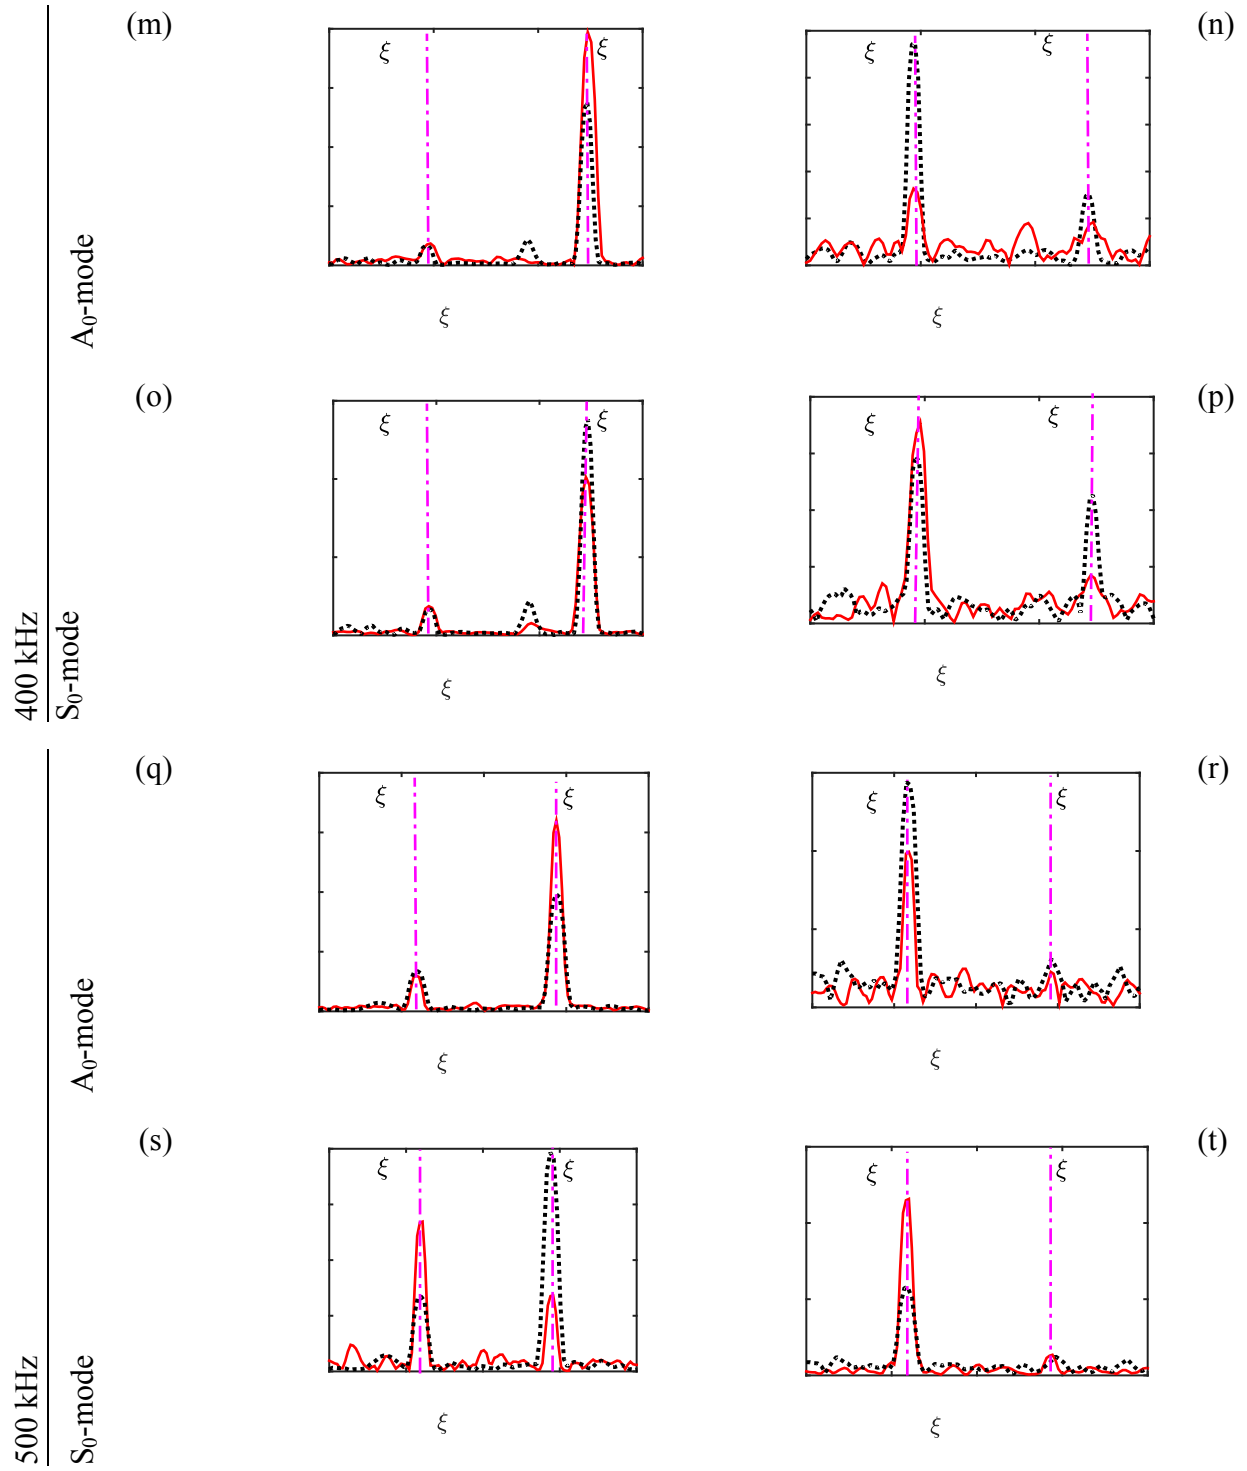 (m)
ξ ξ
ξ
(n)
ξ ξ
ξ
A₀-mode
(o)
ξ ξ
ξ
(p)
ξ ξ
ξ
400 kHz
S₀-mode
(q)
ξ ξ
ξ
(r)
ξ ξ
ξ
A₀-mode
(s)
ξ ξ
ξ
(t)
ξ ξ
ξ
500 kHz
S₀-mode